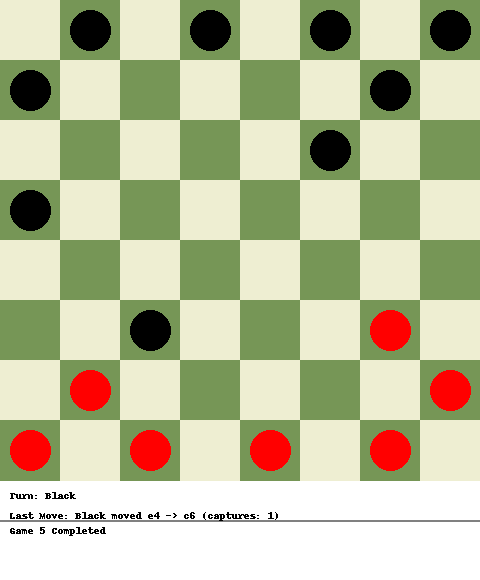 Turn: Black
Last Move: Black moved e4 -> c6 (captures: 1)
Game 5 Completed